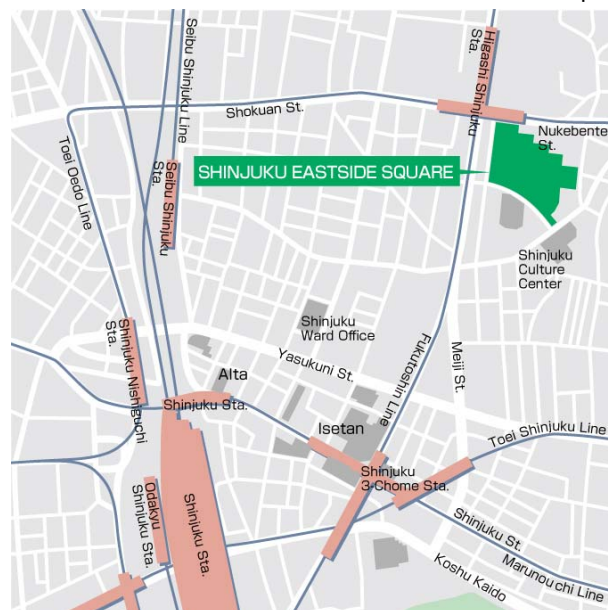 Seibu Shinjuku Line
Higashi Shinjuku
Sta.
Shokuan St.
Nukebente
St.
Toei Oedo Line
Seibu Shinjuku
Sta.
SHINJUKU EASTSIDE SQUARE
Shinjuku
Culture
Center
Shinjuku
Ward Office
Shinjuku Nishiguchi
Sta.
Yasukuni St.
Fukutoshin Line
Meiji St.
Alta
Shinjuku Sta.
Isetan
Toei Shinjuku Line
Shinjuku
3-Chome Sta.
Odakyu
Shinjuku Sta.
Shinjuku Sta.
Shinjuku St.
Marunouchi Line
Koshu Kaido